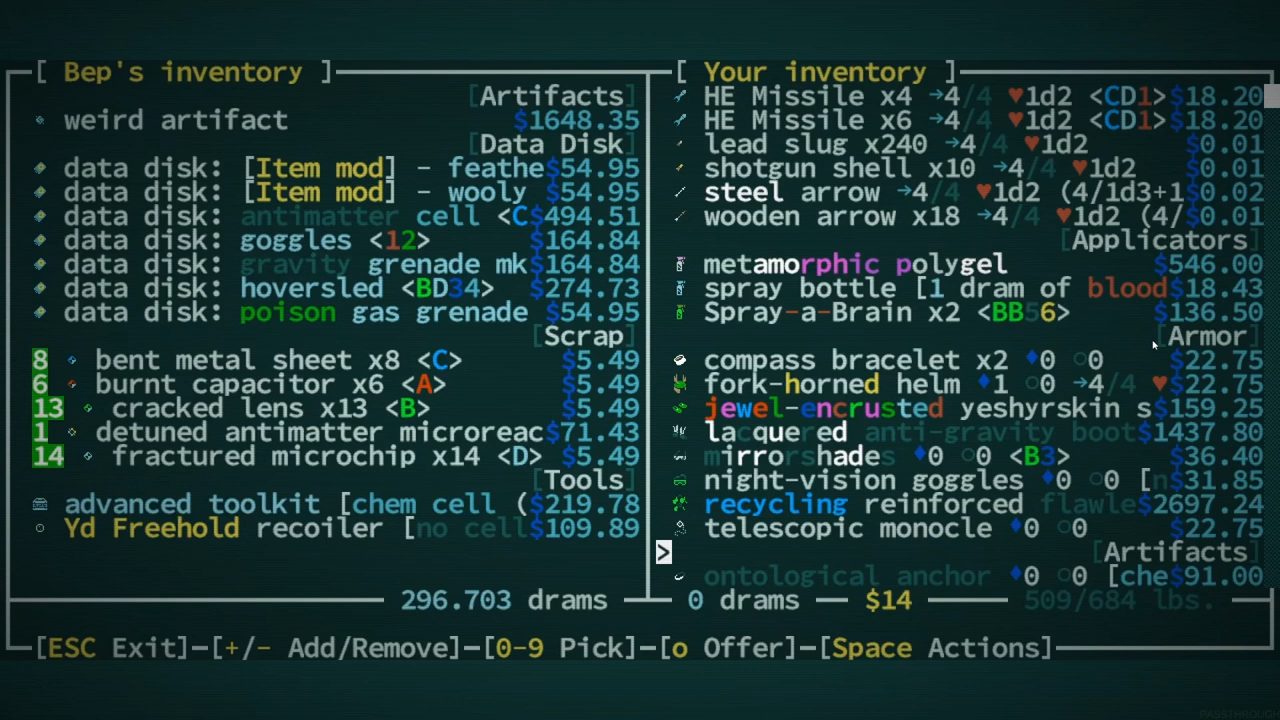 [ Bep's inventory ]
[Artifacts]
weird artifact $1648.35
[Data Disk]
data disk: [Item mod] - feathe$54.95
data disk: [Item mod] - wooly $54.95
data disk: antimatter cell <C$494.51
data disk: goggles <12> $164.84
data disk: gravity grenade mk$164.84
data disk: hoversled <BD34> $274.73
data disk: poison gas grenade $54.95
[Scrap]
8 bent metal sheet x8 <C> $5.49
6 burnt capacitor x6 <A> $5.49
13 cracked lens x13 <B> $5.49
1 detuned antimatter microreac$71.43
14 fractured microchip x14 <D> $5.49
[Tools]
advanced toolkit [chem cell ($219.78
Yd Freehold recoiler [no cell$109.89
296.703 drams
[ Your inventory ]
HE Missile x4 →4/4 ♥1d2 <CD1>$18.20
HE Missile x6 →4/4 ♥1d2 <CD1>$18.20
lead slug x240 →4/4 ♥1d2 $0.01
shotgun shell x10 →4/4 ♥1d2 $0.01
steel arrow →4/4 ♥1d2 (4/1d3+1$0.02
wooden arrow x18 →4/4 ♥1d2 (4/$0.01
[Applicators]
metamorphic polygel $546.00
spray bottle [1 dram of blood$18.43
Spray-a-Brain x2 <BB56> $136.50
[Armor]
compass bracelet x2 ♦0 ○0 $22.75
fork-horned helm ♦1 ○0 →4/4 ♥$22.75
jewel-encrusted yeshyrskin s$159.25
lacquered anti-gravity boot$1437.80
mirrorshades ♦0 ○0 <B3> $36.40
night-vision goggles ♦0 ○0 [n$31.85
recycling reinforced flawle$2697.24
telescopic monocle ♦0 ○0 $22.75
[Artifacts]
>
ontological anchor ♦0 ○0 [che$91.00
0 drams — $14 — 509/684 lbs.
[ESC Exit]—[+/- Add/Remove]—[0-9 Pick]—[o Offer]—[Space Actions]